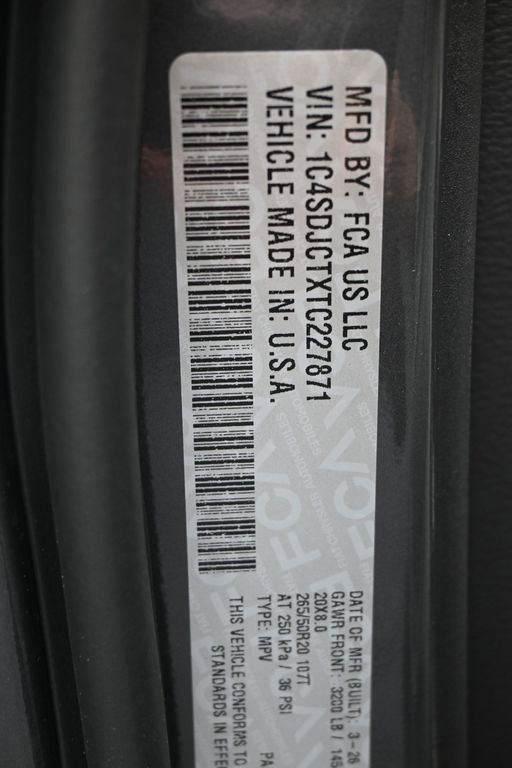 MFD BY: FCA US LLC
VIN: 1C4SDJCTXTC227871
VEHICLE MADE IN: U.S.A.
DATE OF MFR (BUILT): 3-26
GAWR FRONT: 3200 LB / 145
20X8.0
265/50R20 107T
AT 250 kPa / 36 PSI
TYPE: MPV PA
THIS VEHICLE CONFORMS TO
STANDARDS IN EFFE